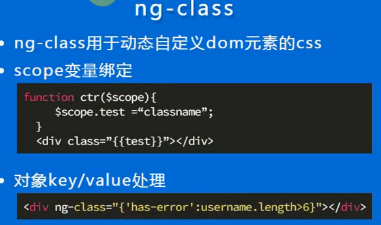 ng-class
• ng-class用于动态自定义dom元素的css
• scope变量绑定
function ctr($scope){
$scope.test =“classname”;
}
<div class="{{test}}"></div>
• 对象key/value处理
<div ng-class="{'has-error':username.length>6}"></div>